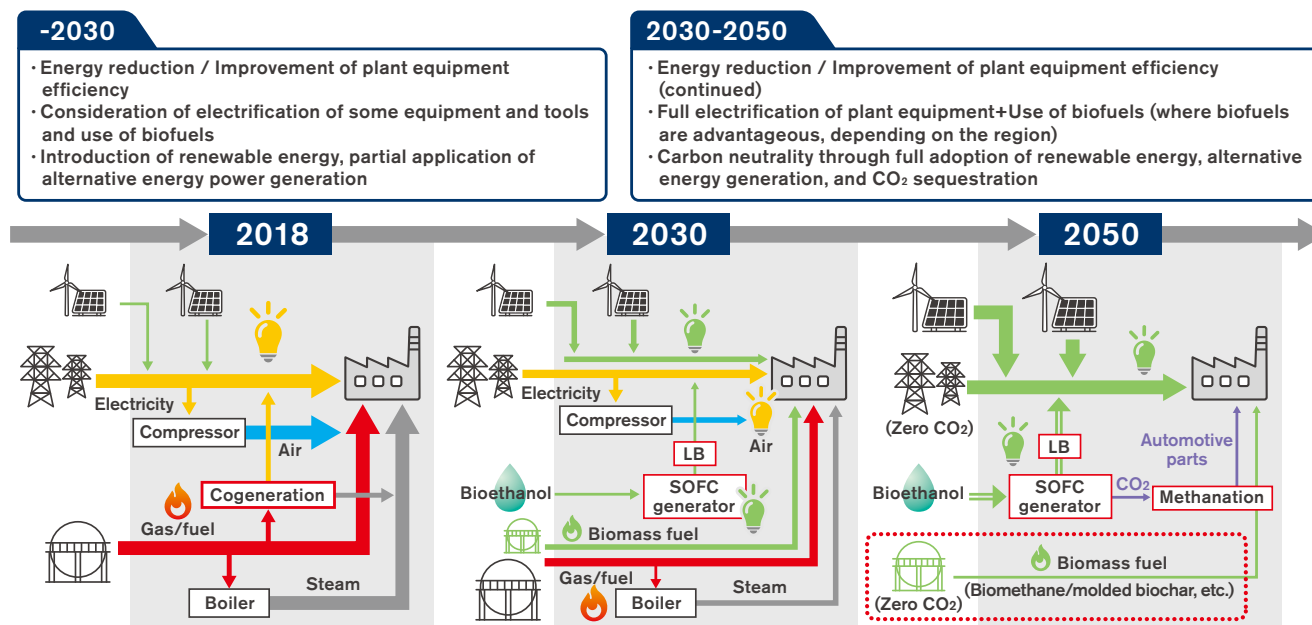 -2030
· Energy reduction / Improvement of plant equipment
efficiency
· Consideration of electrification of some equipment and tools
and use of biofuels
· Introduction of renewable energy, partial application of
alternative energy power generation
2030-2050
· Energy reduction / Improvement of plant equipment efficiency
(continued)
· Full electrification of plant equipment+Use of biofuels (where biofuels
are advantageous, depending on the region)
· Carbon neutrality through full adoption of renewable energy, alternative
energy generation, and CO₂ sequestration
2018
Electricity
Compressor
Air
Cogeneration
Gas/fuel
Steam
Boiler
2030
Electricity
Compressor
Air
LB
Bioethanol
SOFC
generator
Biomass fuel
Gas/fuel
Steam
Boiler
2050
(Zero CO₂)
LB
Automotive
parts
Bioethanol
SOFC
generator
CO₂
Methanation
Biomass fuel
(Zero CO₂)
(Biomethane/molded biochar, etc.)